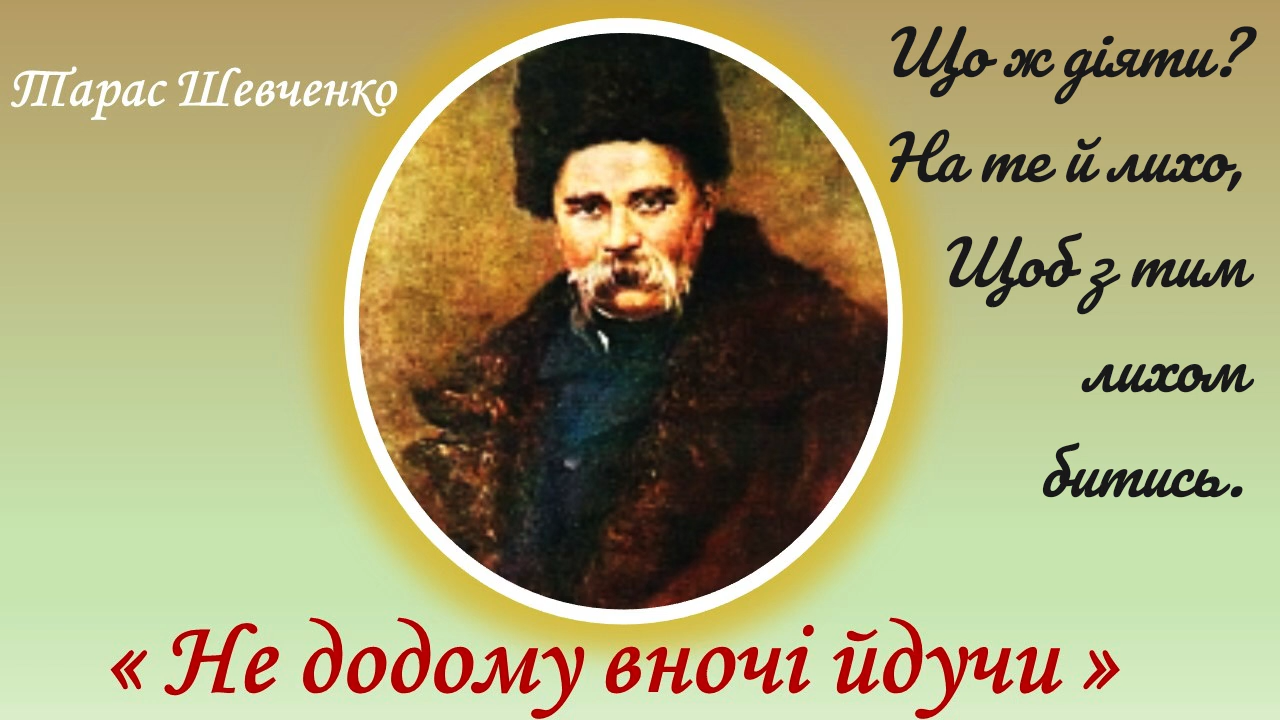 Тарас Шевченко
Що ж діяти?
На те й лихо,
Щоб з тим
лихом
битись.
« Не додому вночі йдучи »